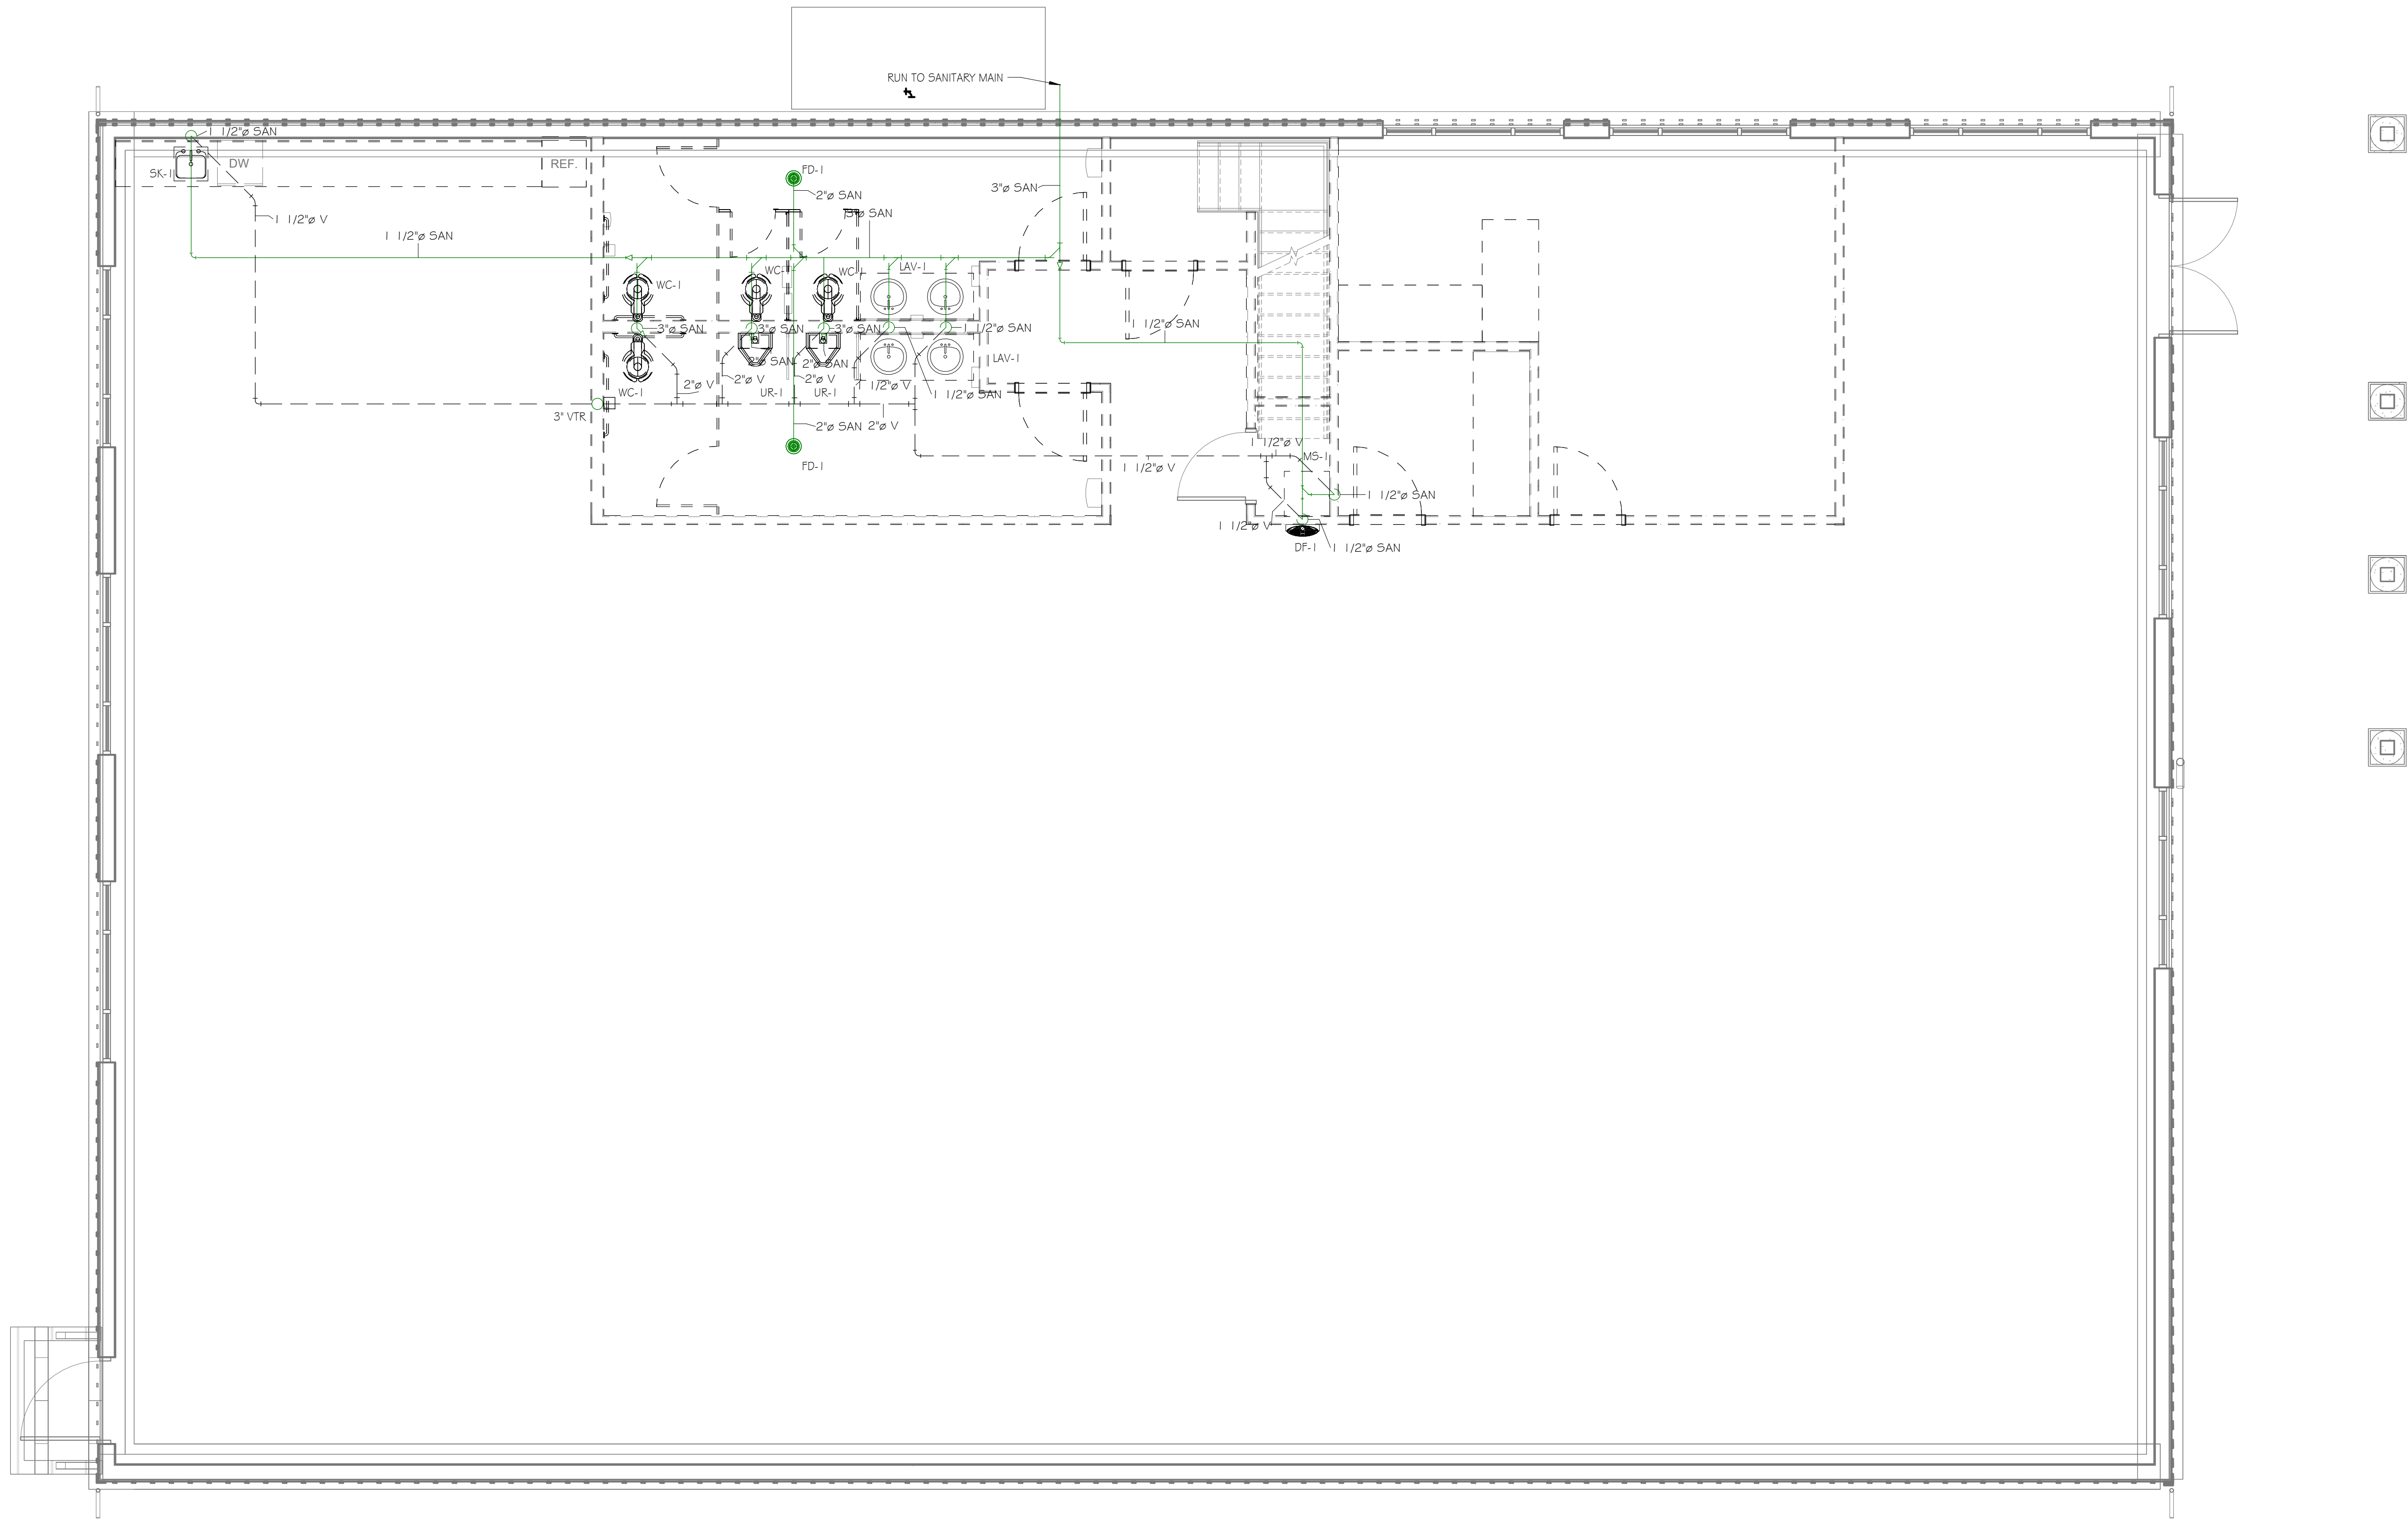 RUN TO SANITARY MAIN
1 1/2"ø SAN
DW
REF.
SK-1
FD-1
3"ø SAN
2"ø SAN
3"ø SAN
1 1/2"ø V
1 1/2"ø SAN
WC-1
WC-1
LAV-1
WC-1
1 1/2"ø SAN
3"ø SAN
3"ø SAN
3"ø SAN
1 1/2"ø SAN
LAV-1
2"ø SAN
2"ø SAN
2"ø V
2"ø V
2"ø V
1 1/2"ø V
WC-1
UR-1
UR-1
1 1/2"ø SAN
3" VTR
2"ø SAN
2"ø V
1 1/2"ø V
MS-1
FD-1
1 1/2"ø V
1 1/2"ø SAN
1 1/2"ø V
DF-1
1 1/2"ø SAN